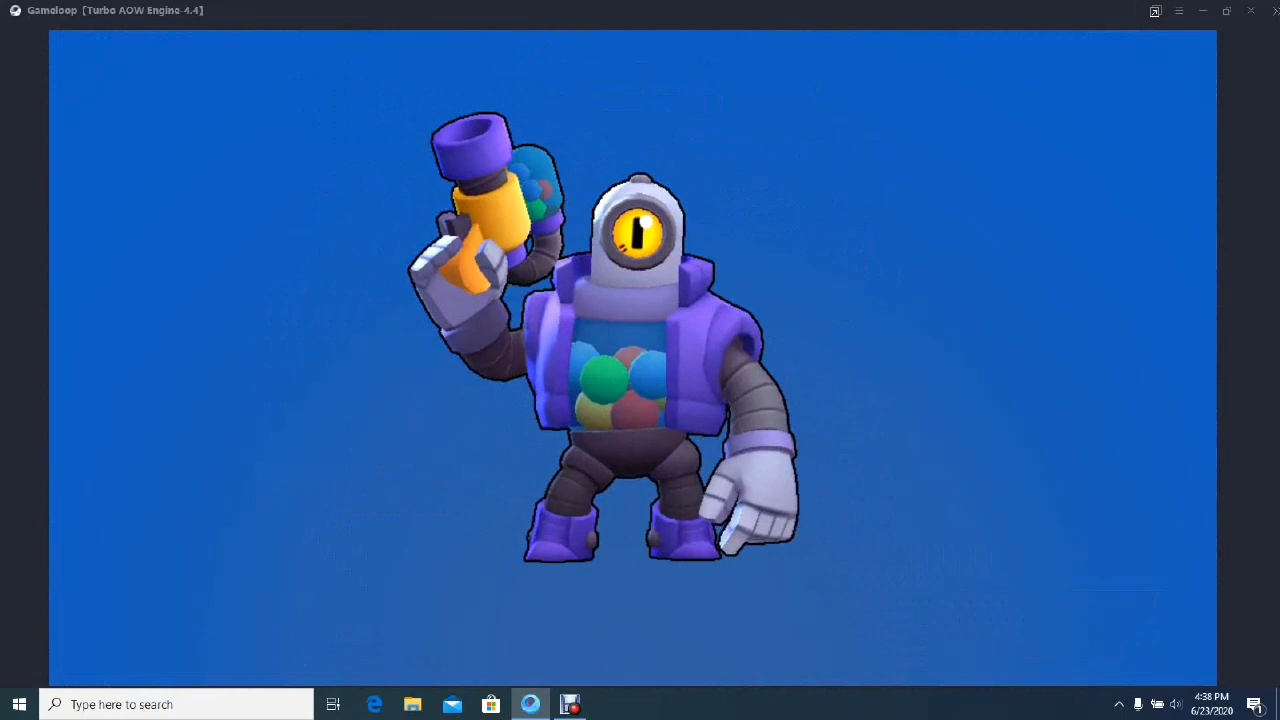 Gameloop【Turbo AOW Engine-4.4】
Type here to search
4:38 PM
6/23/2020